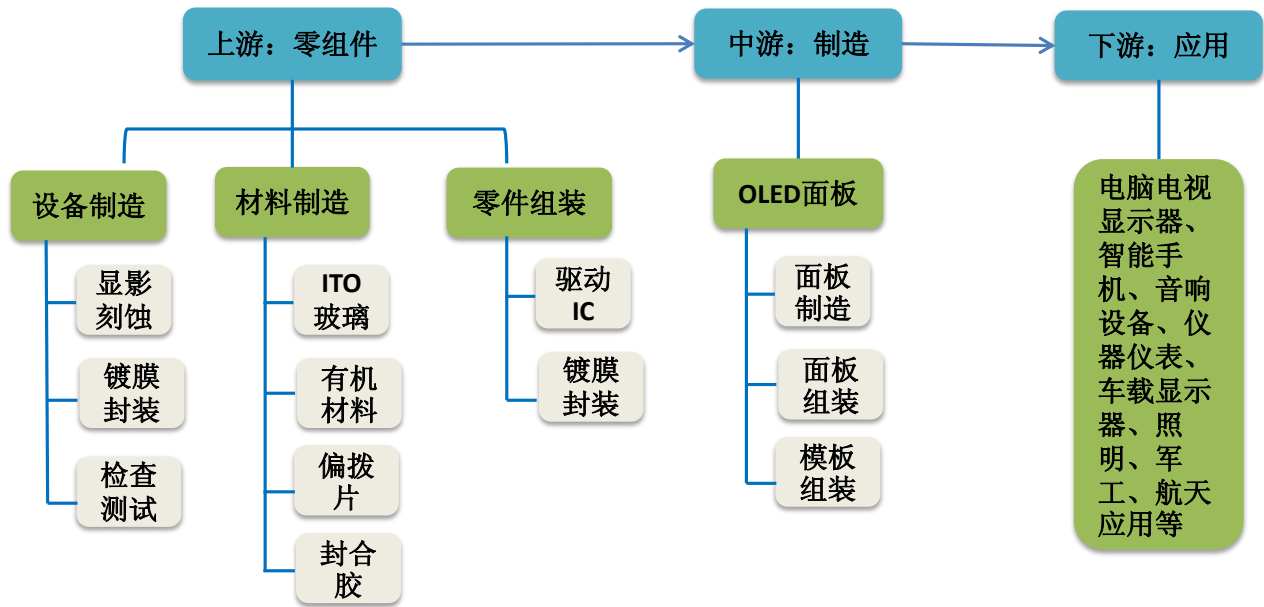 上游：零组件
中游：制造
下游：应用
设备制造
显影
刻蚀
镀膜
封装
检查
测试
材料制造
ITO
玻璃
有机
材料
偏拨
片
封合
胶
零件组装
驱动
IC
镀膜
封装
OLED面板
面板
制造
面板
组装
模板
组装
电脑电视
显示器、
智能手
机、音响
设备、仪
器仪表、
车载显示
器、照
明、军
工、航天
应用等